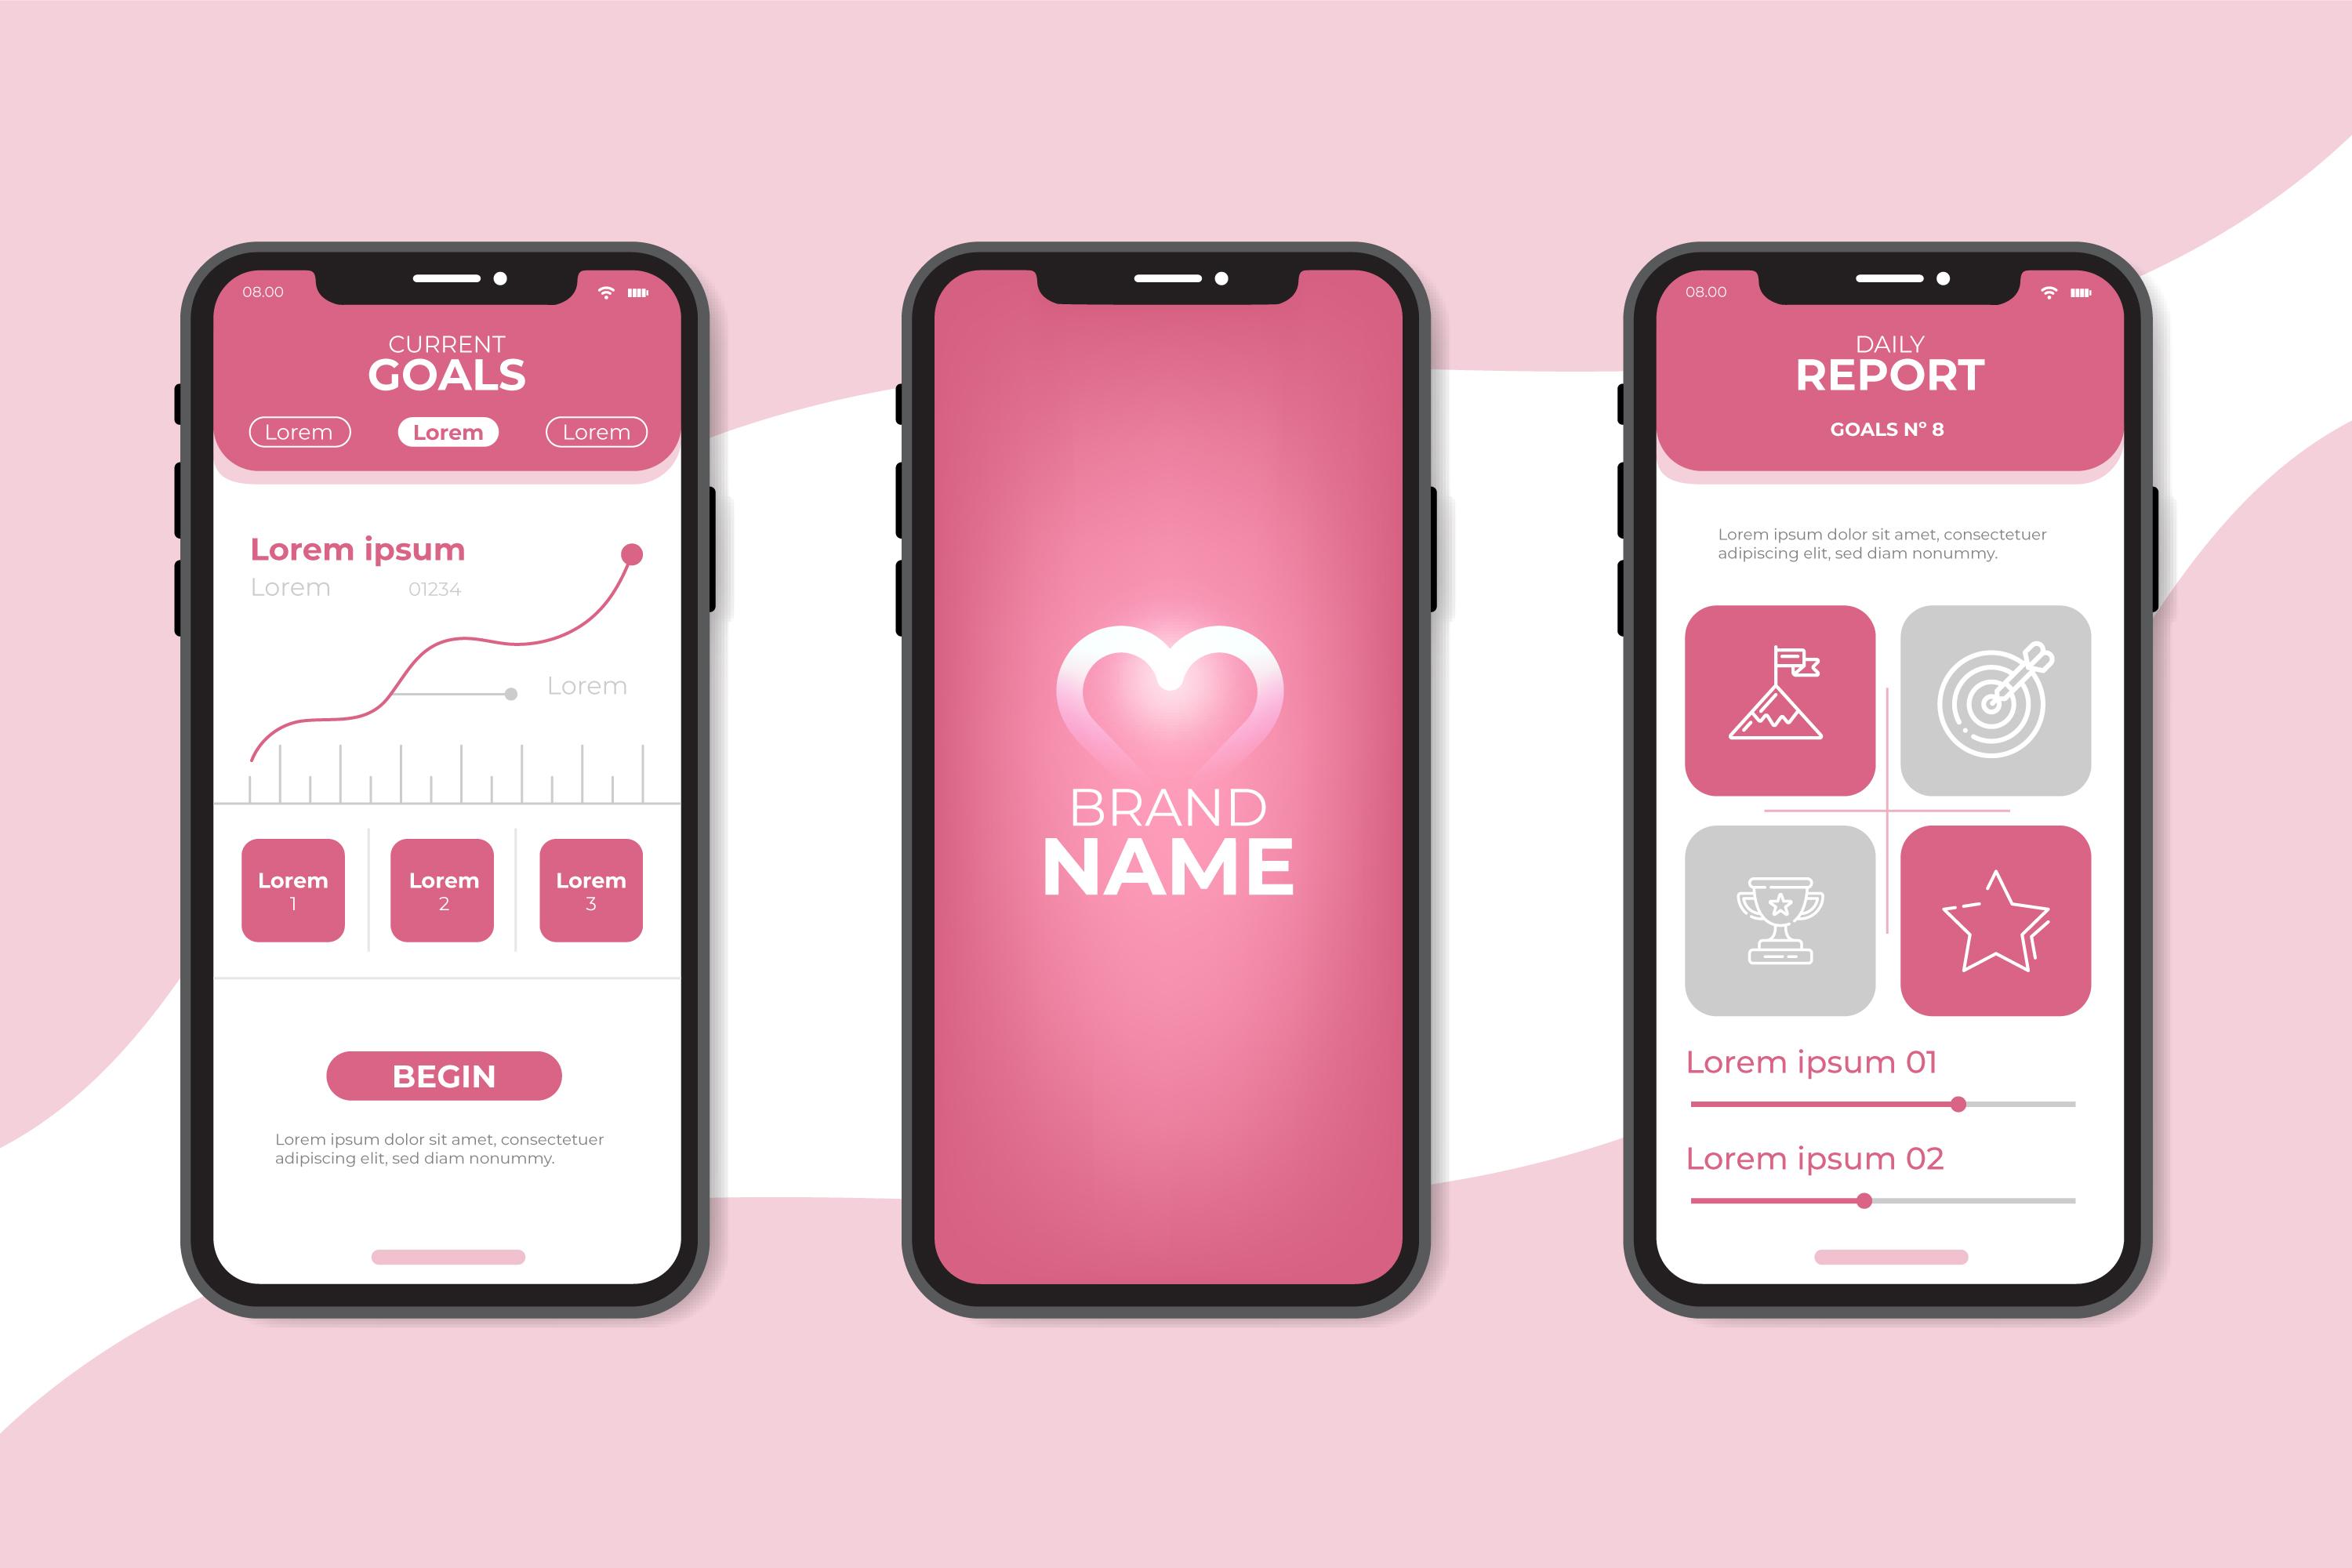 08.00
CURRENT
GOALS
Lorem Lorem Lorem
Lorem ipsum
Lorem 01234
Lorem
Lorem Lorem Lorem
1 2 3
BEGIN
Lorem ipsum dolor sit amet, consectetuer
adipiscing elit, sed diam nonummy.
BRAND
NAME
08.00
DAILY
REPORT
GOALS Nº 8
Lorem ipsum dolor sit amet, consectetuer
adipiscing elit, sed diam nonummy.
Lorem ipsum 01
Lorem ipsum 02